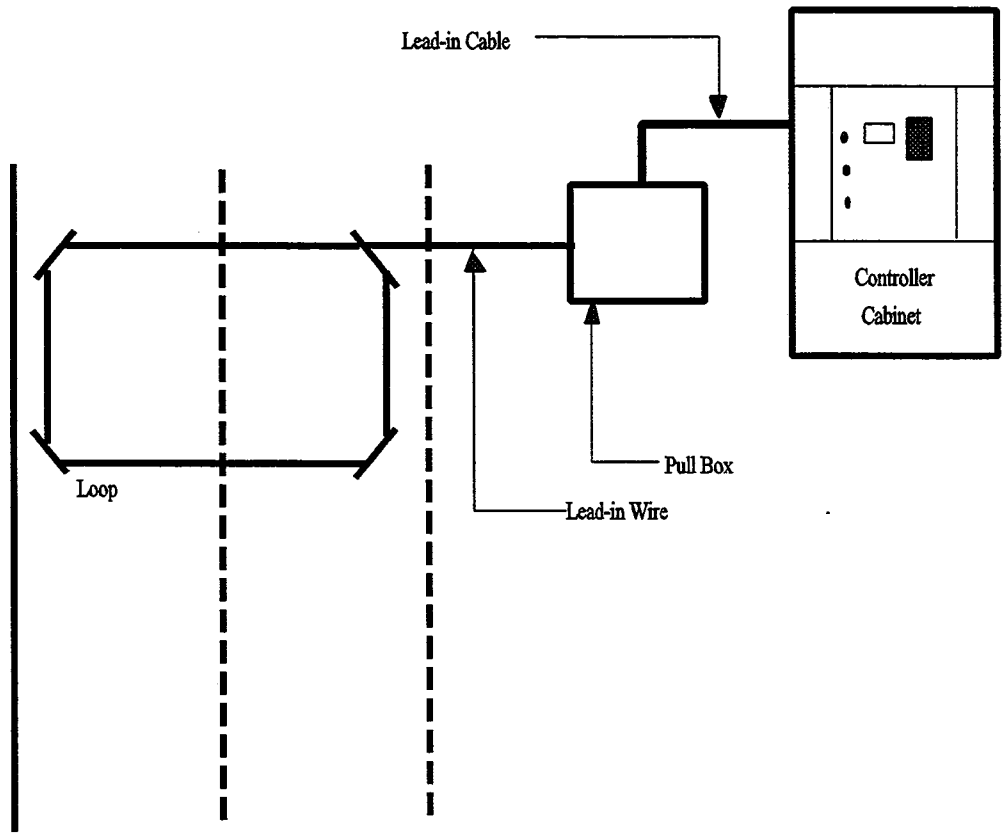 Lead-in Cable
Controller
Cabinet
Pull Box
Loop
Lead-in Wire